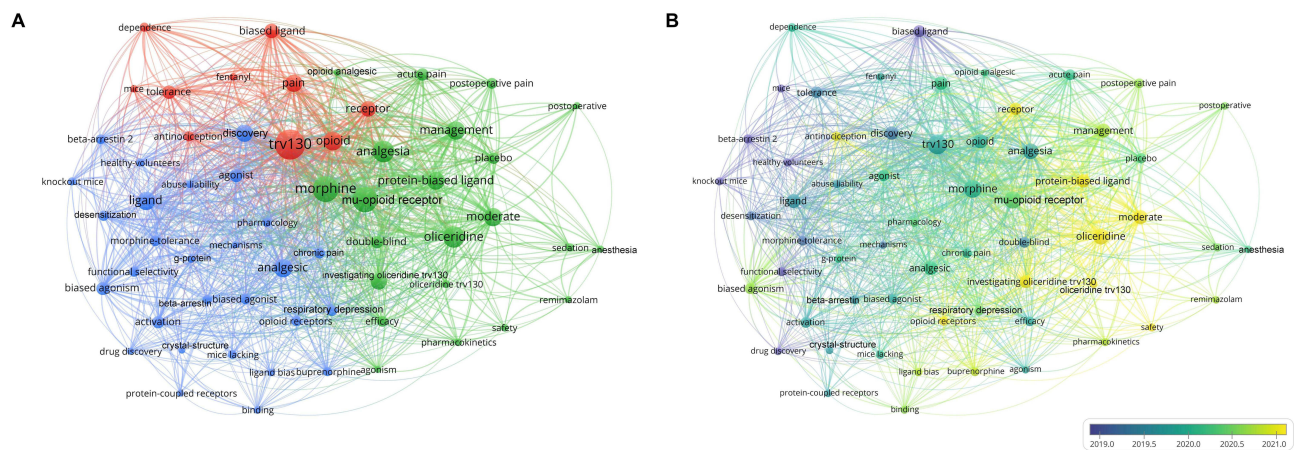 A
dependence
biased ligand
fentanyl
opioid analgesic
acute pain
mice
pain
postoperative pain
tolerance
receptor
postoperative
beta-arrestin 2
antinociception
discovery
trv130
opioid
management
analgesia
healthy-volunteers
placebo
knockout mice
abuse liability
agonist
protein-biased ligand
ligand
morphine
mu-opioid receptor
desensitization
pharmacology
moderate
morphine-tolerance
mechanisms
double-blind
oliceridine
g-protein
chronic pain
sedation
anesthesia
functional selectivity
analgesic
investigating oliceridine trv130
biased agonism
oliceridine trv130
beta-arrestin
biased agonist
remimazolam
respiratory depression
activation
opioid receptors
efficacy
safety
crystal-structure
pharmacokinetics
drug discovery
mice lacking
ligand bias
buprenorphine
agonism
protein-coupled receptors
binding
B
dependence
biased ligand
fentanyl
opioid analgesic
acute pain
mice
pain
postoperative pain
tolerance
receptor
postoperative
beta-arrestin 2
antinociception
discovery
trv130
opioid
management
analgesia
healthy-volunteers
placebo
knockout mice
abuse liability
agonist
protein-biased ligand
ligand
morphine
mu-opioid receptor
desensitization
pharmacology
moderate
morphine-tolerance
mechanisms
double-blind
oliceridine
g-protein
chronic pain
sedation
anesthesia
functional selectivity
analgesic
investigating oliceridine trv130
biased agonism
oliceridine trv130
beta-arrestin
biased agonist
remimazolam
respiratory depression
activation
opioid receptors
efficacy
safety
crystal-structure
pharmacokinetics
drug discovery
mice lacking
ligand bias
buprenorphine
agonism
protein-coupled receptors
binding
2019.0 2019.5 2020.0 2020.5 2021.0